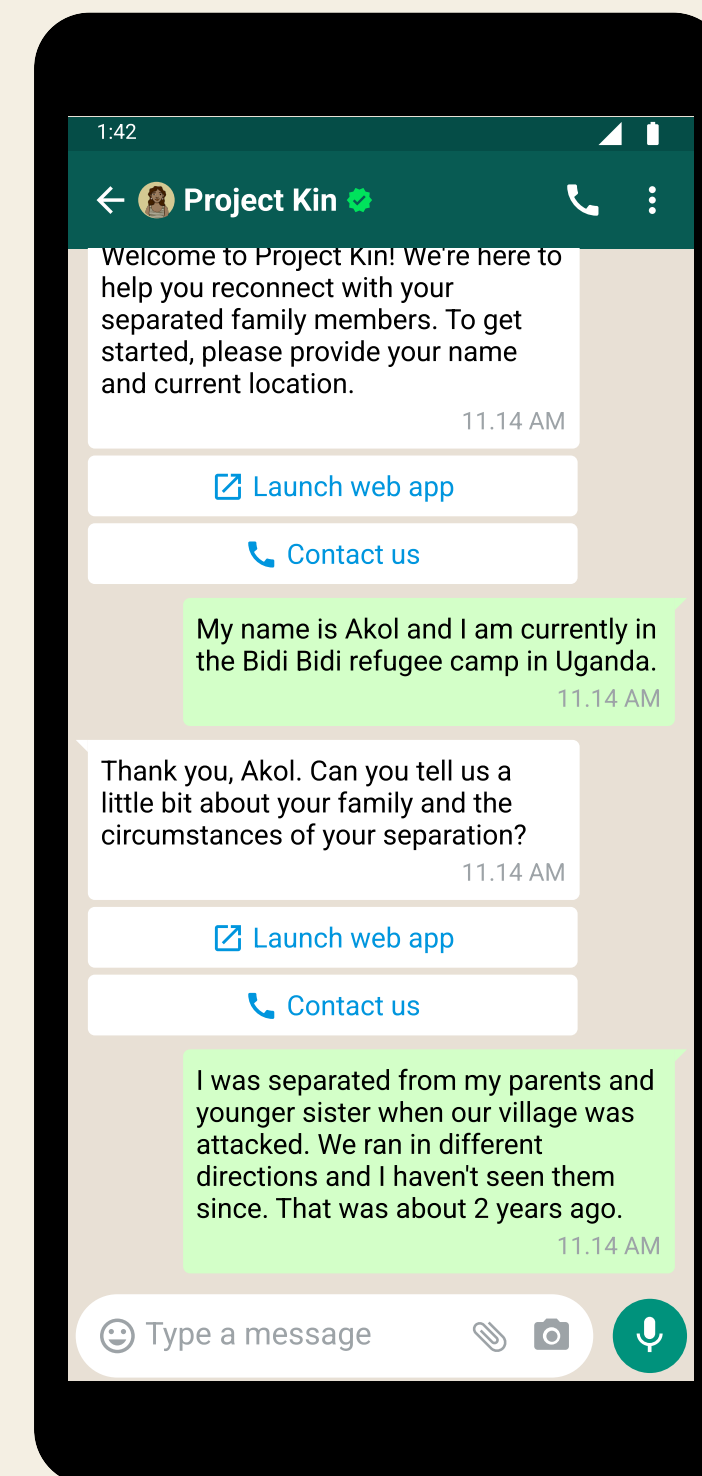 1:42
Project Kin
Welcome to Project Kin! We're here to
help you reconnect with your
separated family members. To get
started, please provide your name
and current location.
11.14 AM
Launch web app
Contact us
My name is Akol and I am currently in
the Bidi Bidi refugee camp in Uganda.
11.14 AM
Thank you, Akol. Can you tell us a
little bit about your family and the
circumstances of your separation?
11.14 AM
Launch web app
Contact us
I was separated from my parents and
younger sister when our village was
attacked. We ran in different
directions and I haven't seen them
since. That was about 2 years ago.
11.14 AM
Type a message